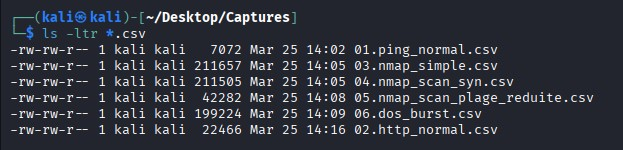 ┌──(kali㉿kali)-[~/Desktop/Captures]
└─$ ls -ltr *.csv
-rw-rw-r-- 1 kali kali   7072 Mar 25 14:02 01.ping_normal.csv
-rw-rw-r-- 1 kali kali 211657 Mar 25 14:05 03.nmap_simple.csv
-rw-rw-r-- 1 kali kali 211505 Mar 25 14:05 04.nmap_scan_syn.csv
-rw-rw-r-- 1 kali kali  42282 Mar 25 14:08 05.nmap_scan_plage_reduite.csv
-rw-rw-r-- 1 kali kali 199224 Mar 25 14:09 06.dos_burst.csv
-rw-rw-r-- 1 kali kali  22466 Mar 25 14:16 02.http_normal.csv